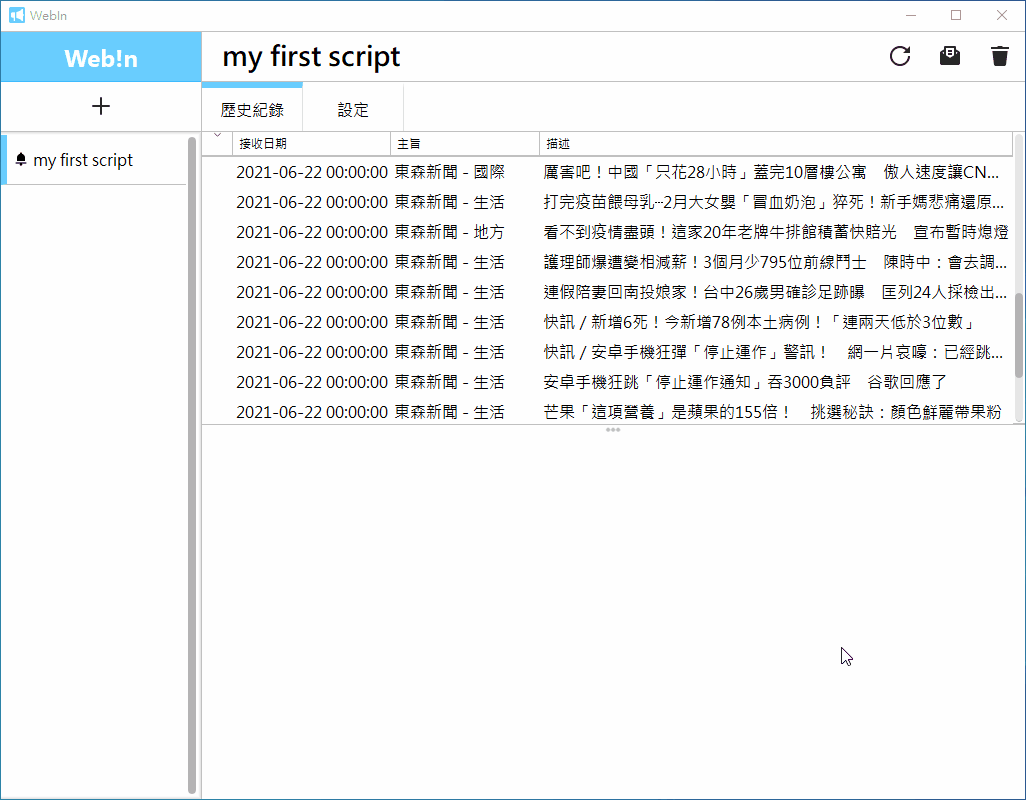 WebIn
Web!n
my first script
歷史紀錄 設定
my first script
接收日期 主旨 描述
2021-06-22 00:00:00 東森新聞 - 國際 厲害吧！中國「只花28小時」蓋完10層樓公寓　傲人速度讓CN...
2021-06-22 00:00:00 東森新聞 - 生活 打完疫苗餵母乳…2月大女嬰「冒血奶泡」猝死！新手媽悲痛還原...
2021-06-22 00:00:00 東森新聞 - 地方 看不到疫情盡頭！這家20年老牌牛排館積蓄快賠光　宣布暫時熄燈
2021-06-22 00:00:00 東森新聞 - 生活 護理師爆遭變相減薪！3個月少795位前線鬥士　陳時中：會去調...
2021-06-22 00:00:00 東森新聞 - 生活 連假陪妻回南投娘家！台中26歲男確診足跡曝　匡列24人採檢出...
2021-06-22 00:00:00 東森新聞 - 生活 快訊／新增6死！今新增78例本土病例！「連兩天低於3位數」
2021-06-22 00:00:00 東森新聞 - 生活 快訊／安卓手機狂彈「停止運作」警訊！　網一片哀嚎：已經跳...
2021-06-22 00:00:00 東森新聞 - 生活 安卓手機狂跳「停止運作通知」吞3000負評　谷歌回應了
2021-06-22 00:00:00 東森新聞 - 生活 芒果「這項營養」是蘋果的155倍！　挑選秘訣：顏色鮮麗帶果粉